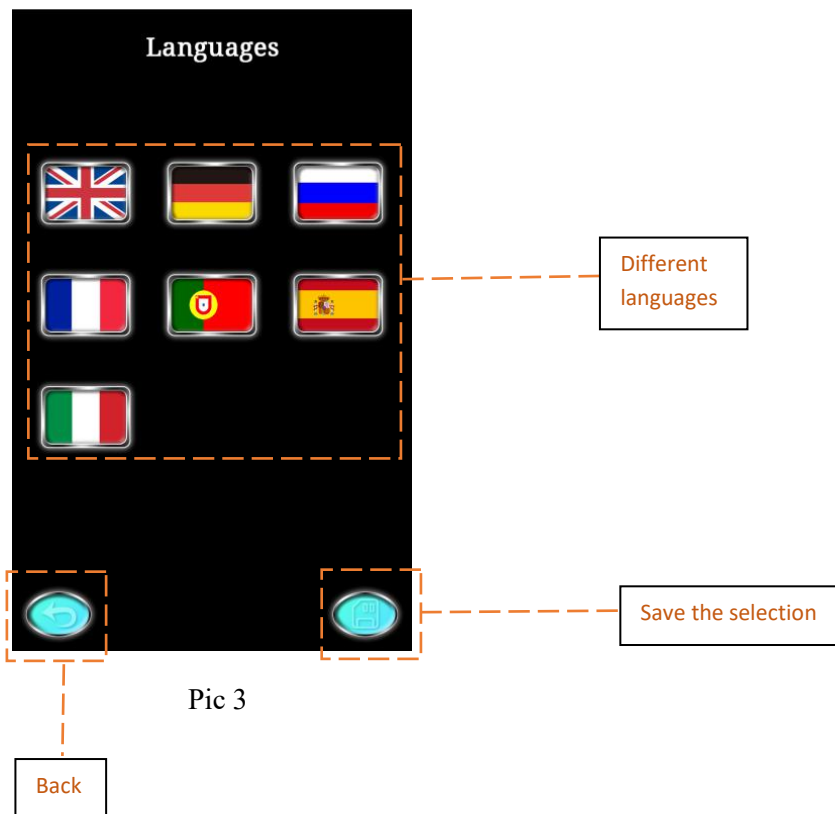 Languages
Different
languages
Save the selection
Pic 3
Back